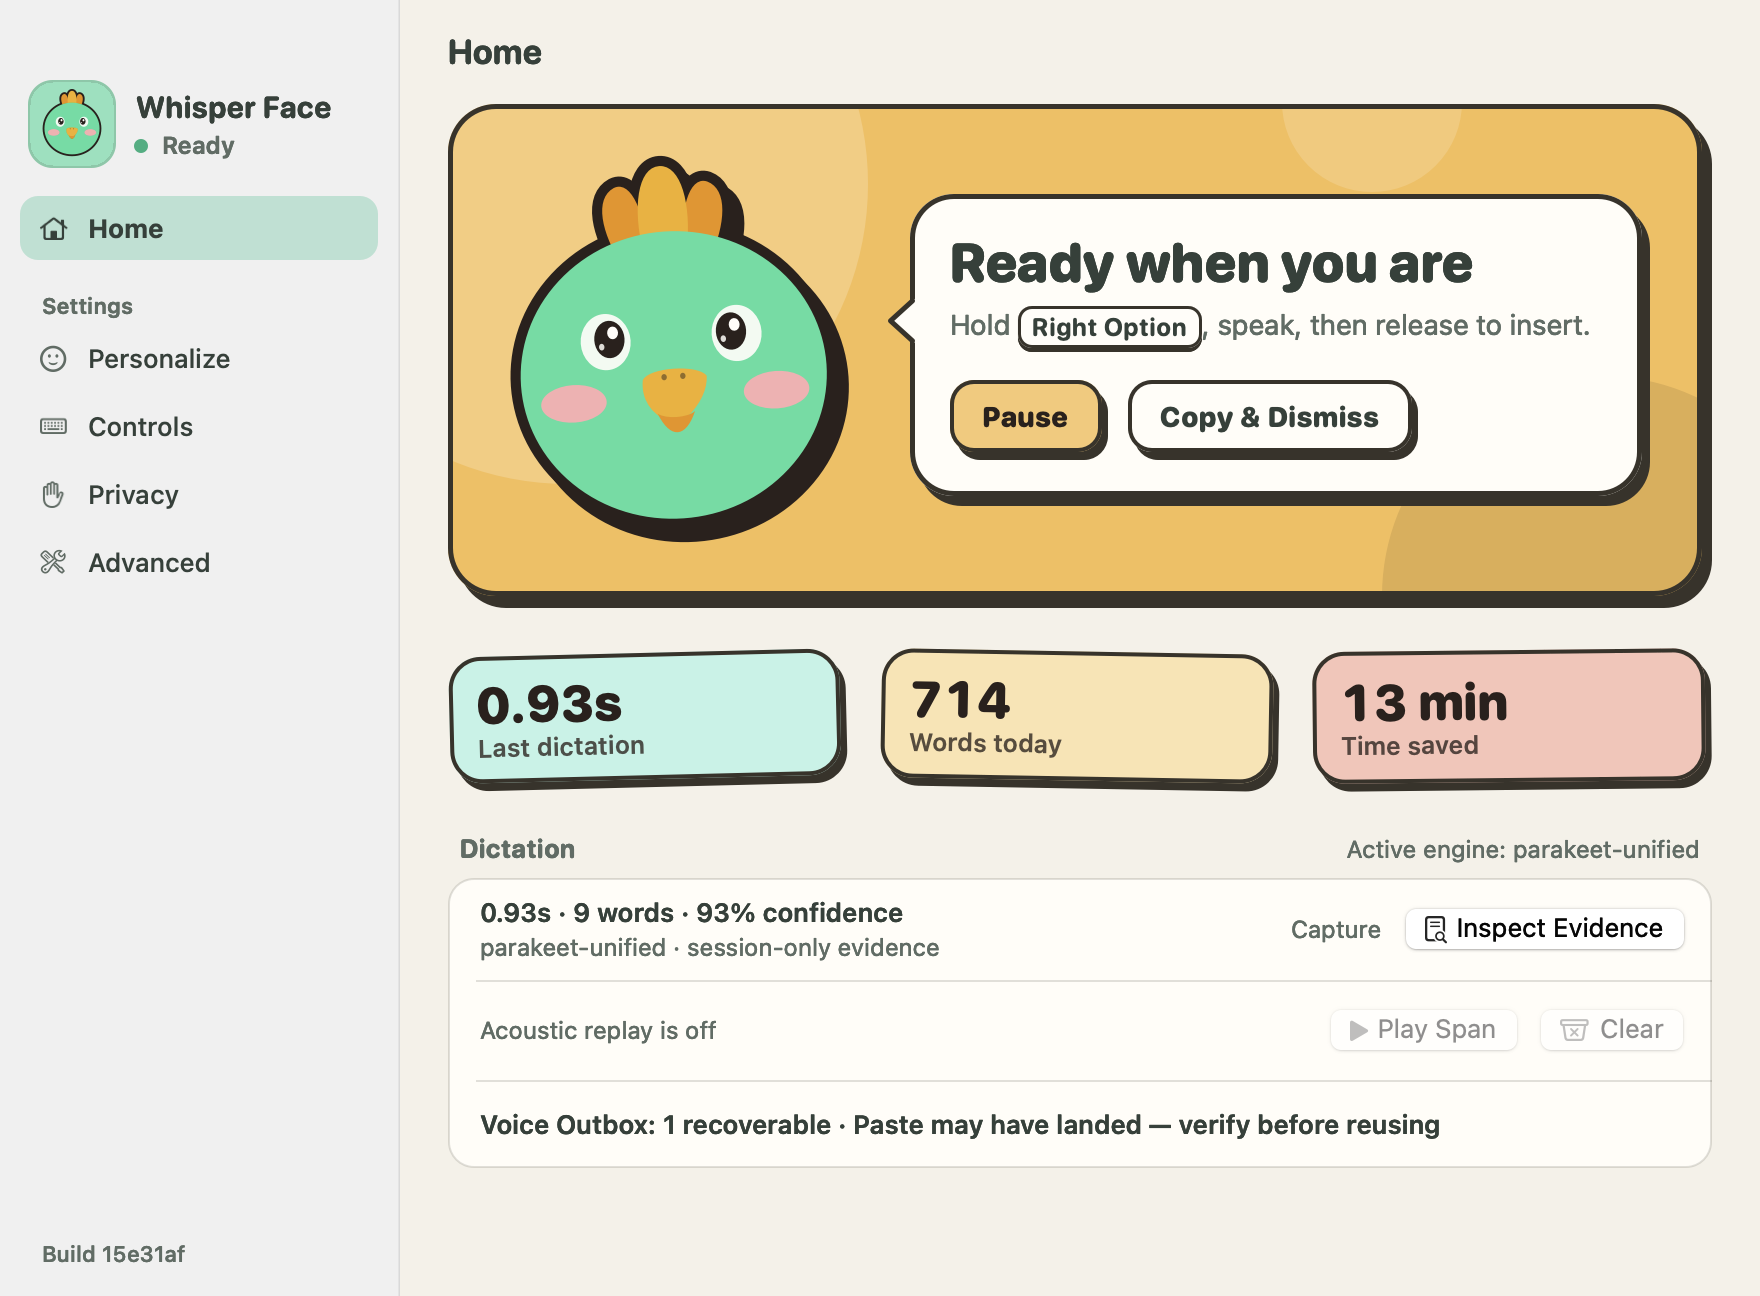 Whisper Face
Ready
Home
Settings
Personalize
Controls
Privacy
Advanced
Build 15e31af
Home
Ready when you are
Hold Right Option, speak, then release to insert.
Pause
Copy & Dismiss
0.93s
Last dictation
714
Words today
13 min
Time saved
Dictation
Active engine: parakeet-unified
0.93s · 9 words · 93% confidence
parakeet-unified · session-only evidence
Capture
Inspect Evidence
Acoustic replay is off
Play Span
Clear
Voice Outbox: 1 recoverable · Paste may have landed — verify before reusing